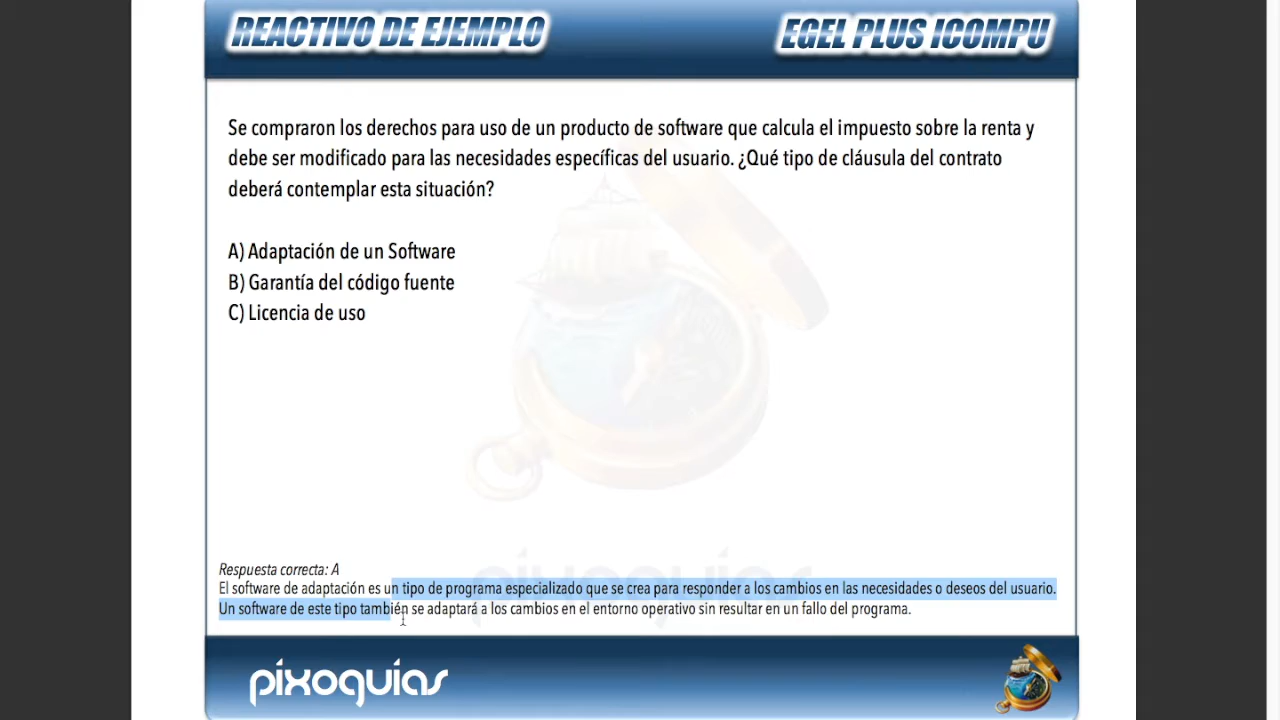 REACTIVO DE EJEMPLO
EGEL PLUS ICOMPU
Se compraron los derechos para uso de un producto de software que calcula el impuesto sobre la renta y
debe ser modificado para las necesidades específicas del usuario. ¿Qué tipo de cláusula del contrato
deberá contemplar esta situación?
A) Adaptación de un Software
B) Garantía del código fuente
C) Licencia de uso
Respuesta correcta: A
El software de adaptación es un tipo de programa especializado que se crea para responder a los cambios en las necesidades o deseos del usuario.
Un software de este tipo también se adaptará a los cambios en el entorno operativo sin resultar en un fallo del programa.
pixoguías